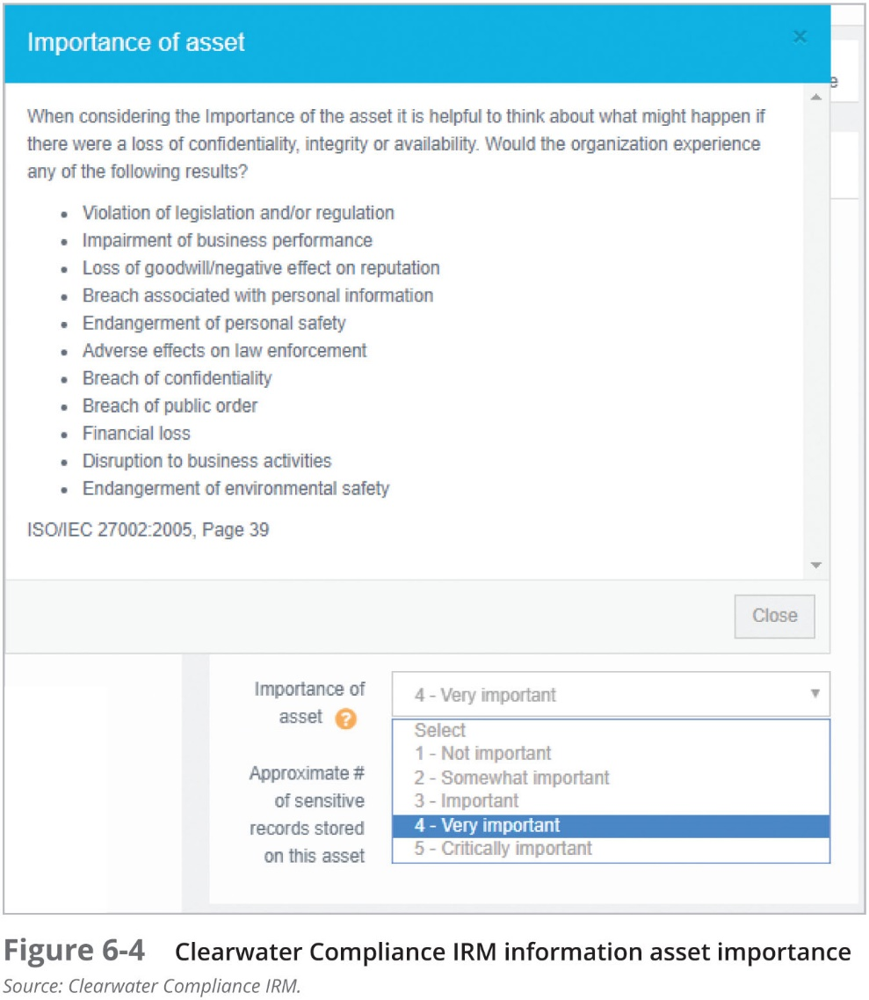 Importance of asset
×
e
When considering the Importance of the asset it is helpful to think about what might happen if
there were a loss of confidentiality, integrity or availability. Would the organization experience
any of the following results?
• Violation of legislation and/or regulation
• Impairment of business performance
• Loss of goodwill/negative effect on reputation
• Breach associated with personal information
• Endangerment of personal safety
• Adverse effects on law enforcement
• Breach of confidentiality
• Breach of public order
• Financial loss
• Disruption to business activities
• Endangerment of environmental safety
ISO/IEC 27002:2005, Page 39
Close
Importance of
asset ?
4 - Very important
Select
1 - Not important
2 - Somewhat important
3 - Important
4 - Very important
5 - Critically important
Approximate #
of sensitive
records stored
on this asset
Figure 6-4 Clearwater Compliance IRM information asset importance
Source: Clearwater Compliance IRM.